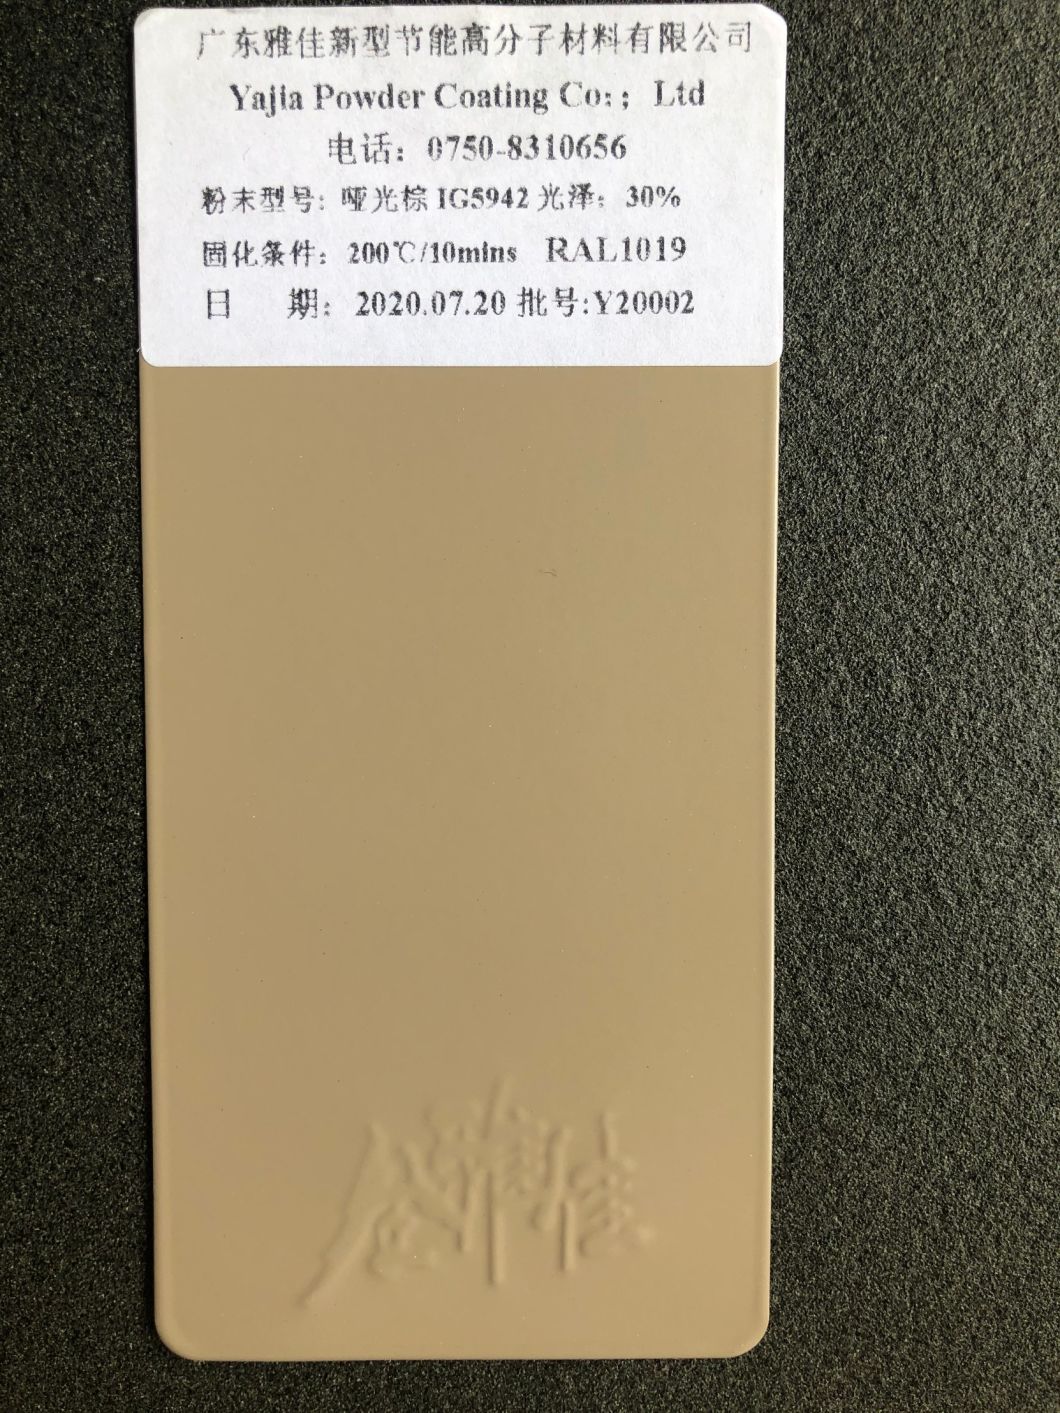 广东雅佳新型节能高分子材料有限公司
Yajia Powder Coating Co:; Ltd
电话：0750-8310656
粉末型号：哑光棕 IG5942 光泽：30%
固化条件：200℃/10mins RAL1019
日 期：2020.07.20 批号:Y20002